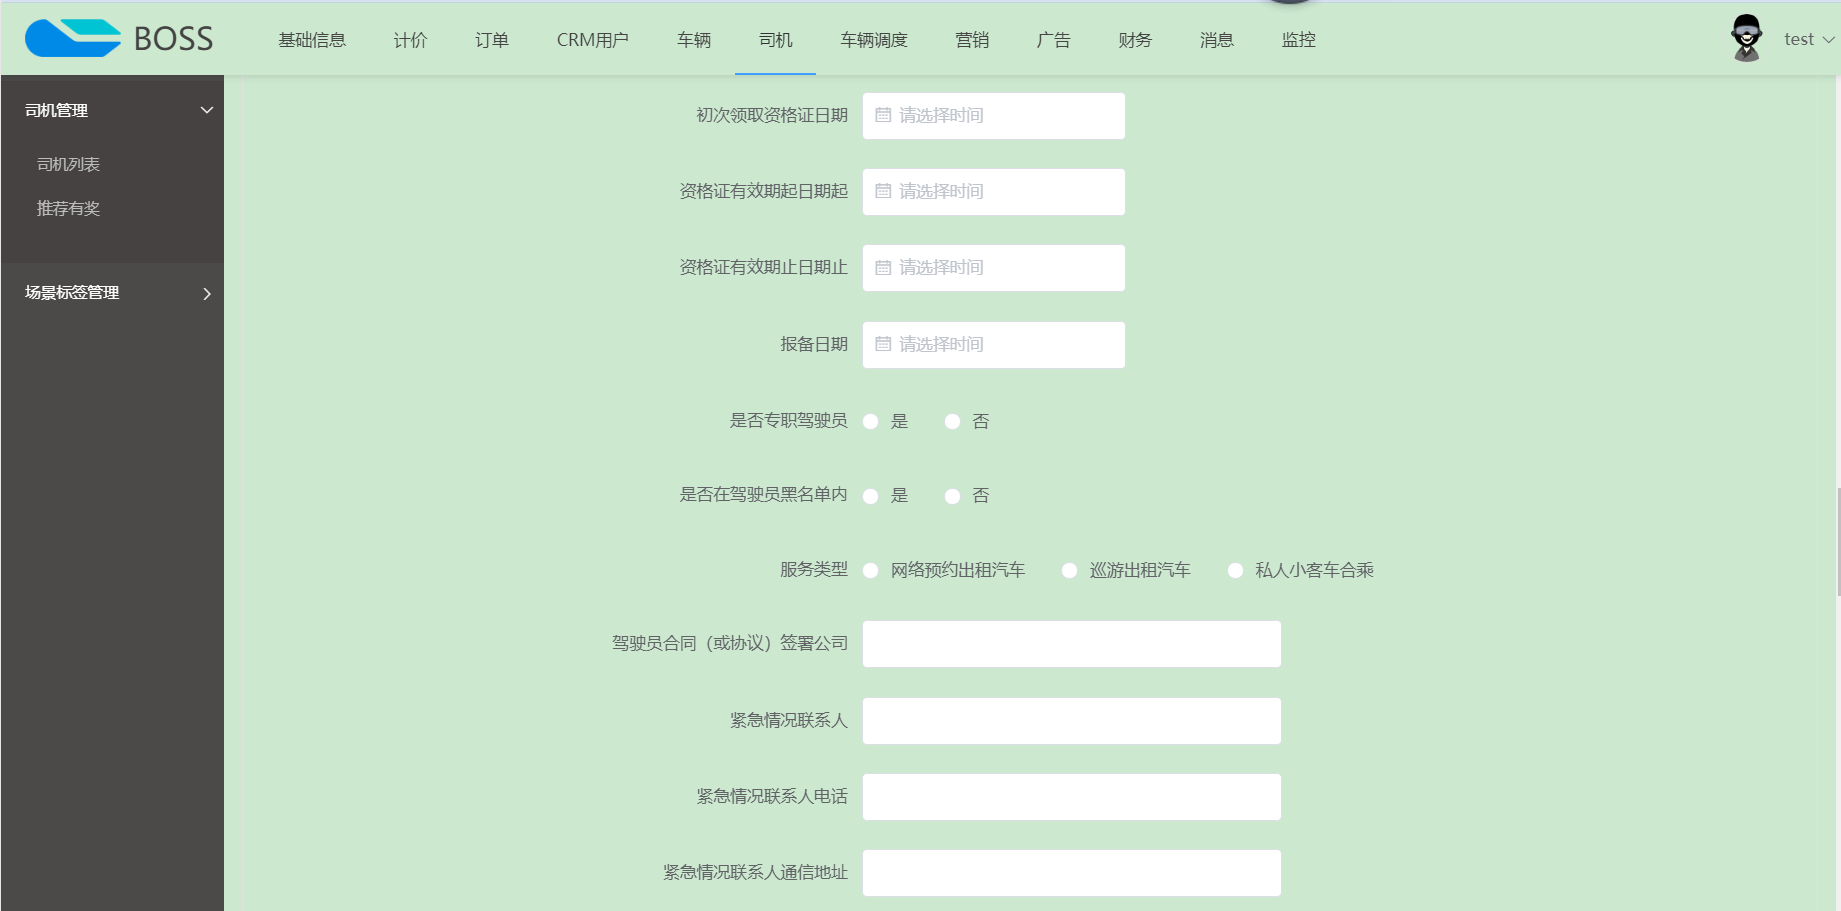 BOSS
基础信息 计价 订单 CRM用户 车辆 司机 车辆调度 营销 广告 财务 消息 监控 test
司机管理
司机列表
推荐有奖
场景标签管理
初次领取资格证日期 请选择时间
资格证有效期起日期起 请选择时间
资格证有效期止日期止 请选择时间
报备日期 请选择时间
是否专职驾驶员 是 否
是否在驾驶员黑名单内 是 否
服务类型 网络预约出租汽车 巡游出租汽车 私人小客车合乘
驾驶员合同（或协议）签署公司
紧急情况联系人
紧急情况联系人电话
紧急情况联系人通信地址